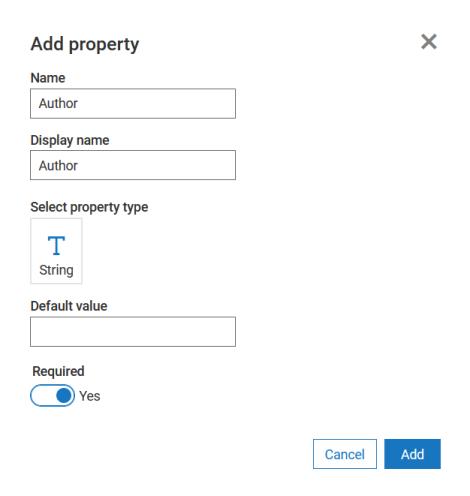 Add property
Name
Author
Display name
Author
Select property type
String
Default value
Required
Yes
Cancel Add